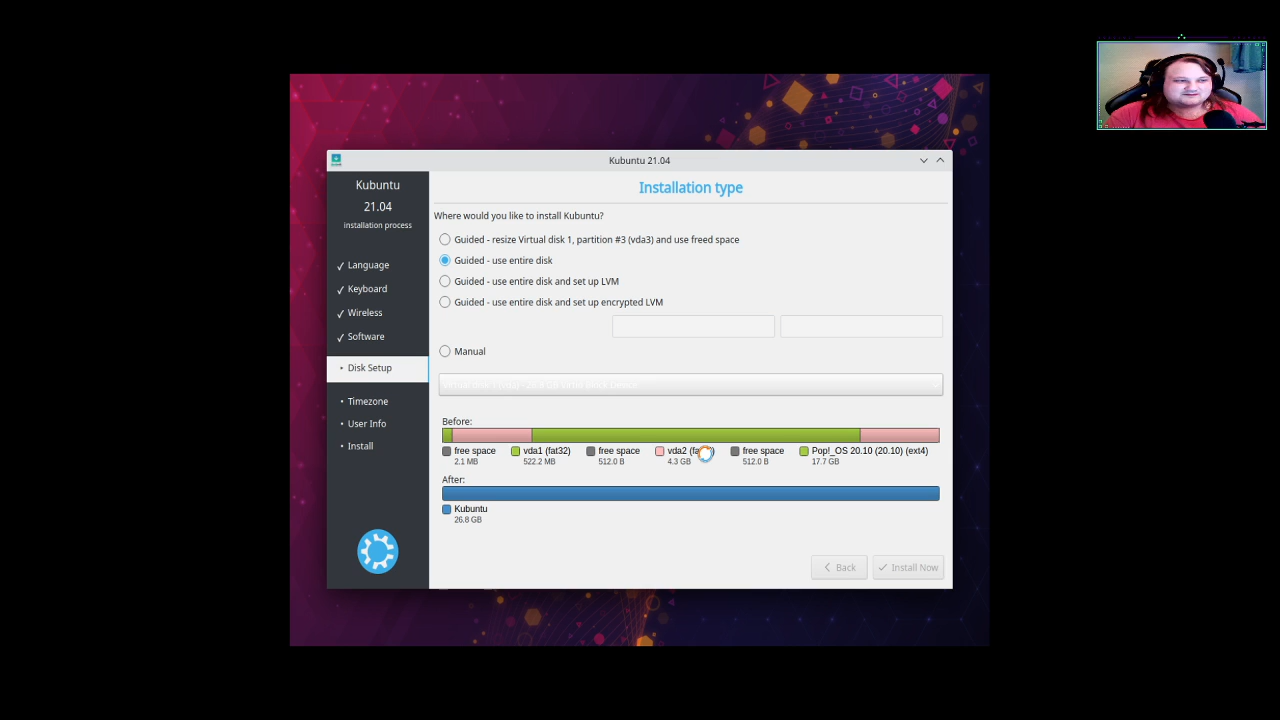 Kubuntu 21.04
Kubuntu
21.04
installation process
✓ Language
✓ Keyboard
✓ Wireless
✓ Software
• Disk Setup
• Timezone
• User Info
• Install
Installation type
Where would you like to install Kubuntu?
Guided - resize Virtual disk 1, partition #3 (vda3) and use freed space
Guided - use entire disk
Guided - use entire disk and set up LVM
Guided - use entire disk and set up encrypted LVM
Manual
Before:
free space vda1 (fat32) free space vda2 free space Pop!_OS 20.10 (20.10) (ext4)
2.1 MB 522.2 MB 512.0 B 4.3 GB 512.0 B 17.7 GB
After:
Kubuntu
26.8 GB
Back Install Now